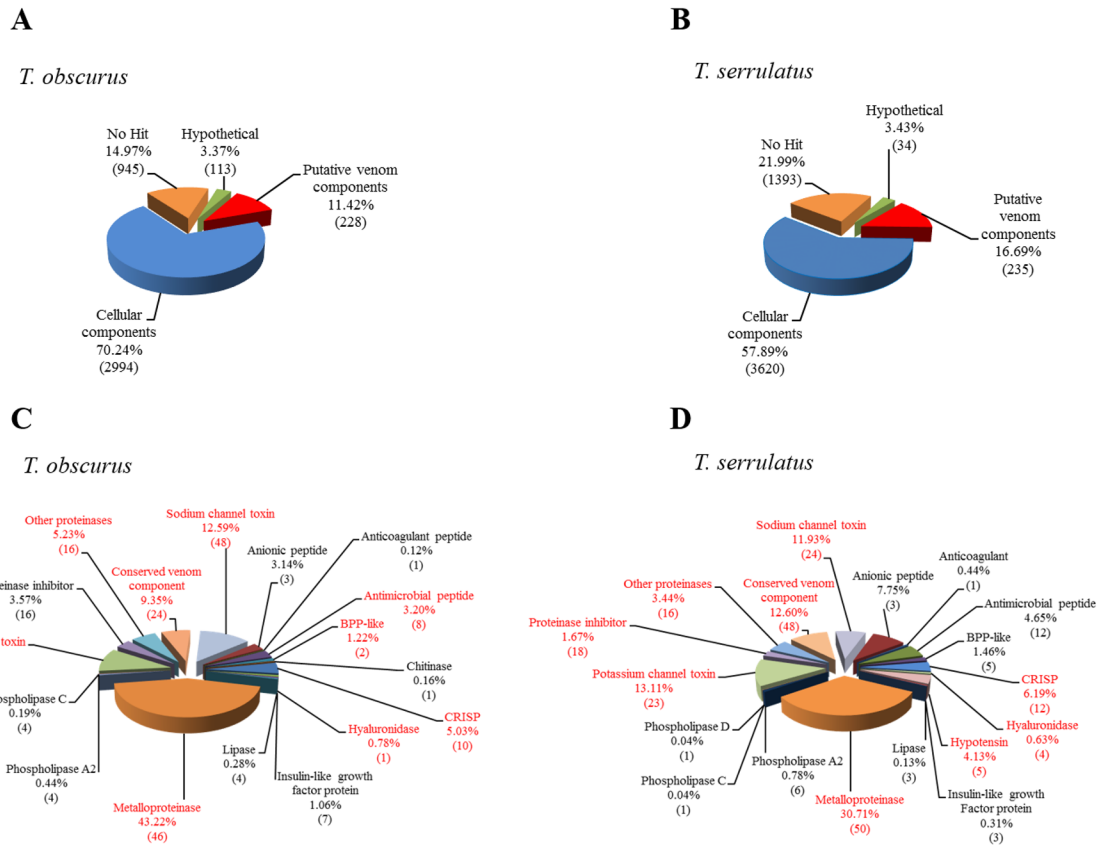 A
B
T. obscurus
T. serrulatus
No Hit
14.97%
(945)
Hypothetical
3.37%
(113)
Putative venom
components
11.42%
(228)
Cellular
components
70.24%
(2994)
Hypothetical
3.43%
(34)
No Hit
21.99%
(1393)
Putative
venom
components
16.69%
(235)
Cellular
components
57.89%
(3620)
C
D
T. obscurus
T. serrulatus
Sodium channel toxin
12.59%
(48)
Other proteinases
5.23%
(16)
Anionic peptide
3.14%
(3)
Anticoagulant peptide
0.12%
(1)
Conserved venom
component
9.35%
(24)
einase inhibitor
3.57%
(16)
Antimicrobial peptide
3.20%
(8)
BPP-like
1.22%
(2)
toxin
Chitinase
0.16%
(1)
ospholipase C
0.19%
(4)
CRISP
5.03%
(10)
Hyaluronidase
0.78%
(1)
Lipase
0.28%
(4)
Phospholipase A2
0.44%
(4)
Insulin-like growth
factor protein
1.06%
(7)
Metalloproteinase
43.22%
(46)
Sodium channel toxin
11.93%
(24)
Anticoagulant
0.44%
(1)
Anionic peptide
7.75%
(3)
Other proteinases
3.44%
(16)
Conserved venom
component
12.60%
(48)
Antimicrobial peptide
4.65%
(12)
Proteinase inhibitor
1.67%
(18)
BPP-like
1.46%
(5)
Potassium channel toxin
13.11%
(23)
CRISP
6.19%
(12)
Hyaluronidase
0.63%
(4)
Phospholipase D
0.04%
(1)
Hypotensin
4.13%
(5)
Lipase
0.13%
(3)
Phospholipase A2
0.78%
(6)
Phospholipase C
0.04%
(1)
Metalloproteinase
30.71%
(50)
Insulin-like growth
Factor protein
0.31%
(3)